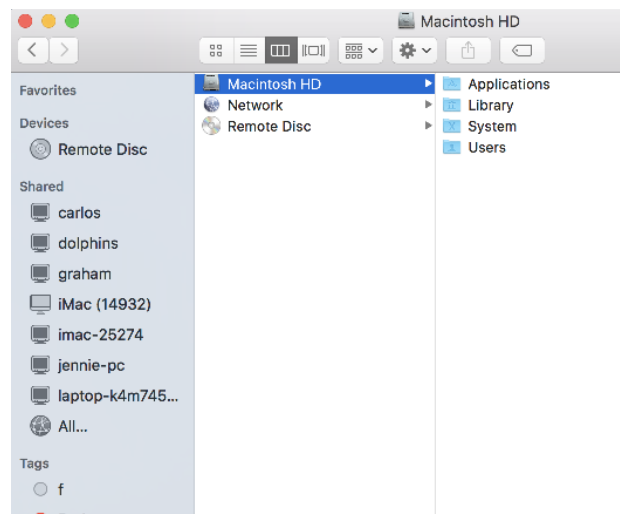 Macintosh HD
Favorites
Devices
Remote Disc
Shared
carlos
dolphins
graham
iMac (14932)
imac-25274
jennie-pc
laptop-k4m745...
All...
Tags
f
Macintosh HD
Network
Remote Disc
Applications
Library
System
Users